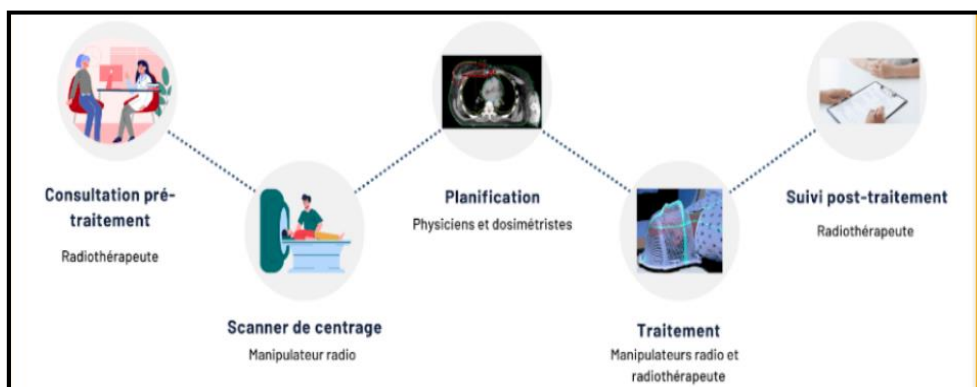 Consultation pré-
traitement
Radiothérapeute
Scanner de centrage
Manipulateur radio
Planification
Physiciens et dosimétristes
Traitement
Manipulateurs radio et
radiothérapeute
Suivi post-traitement
Radiothérapeute